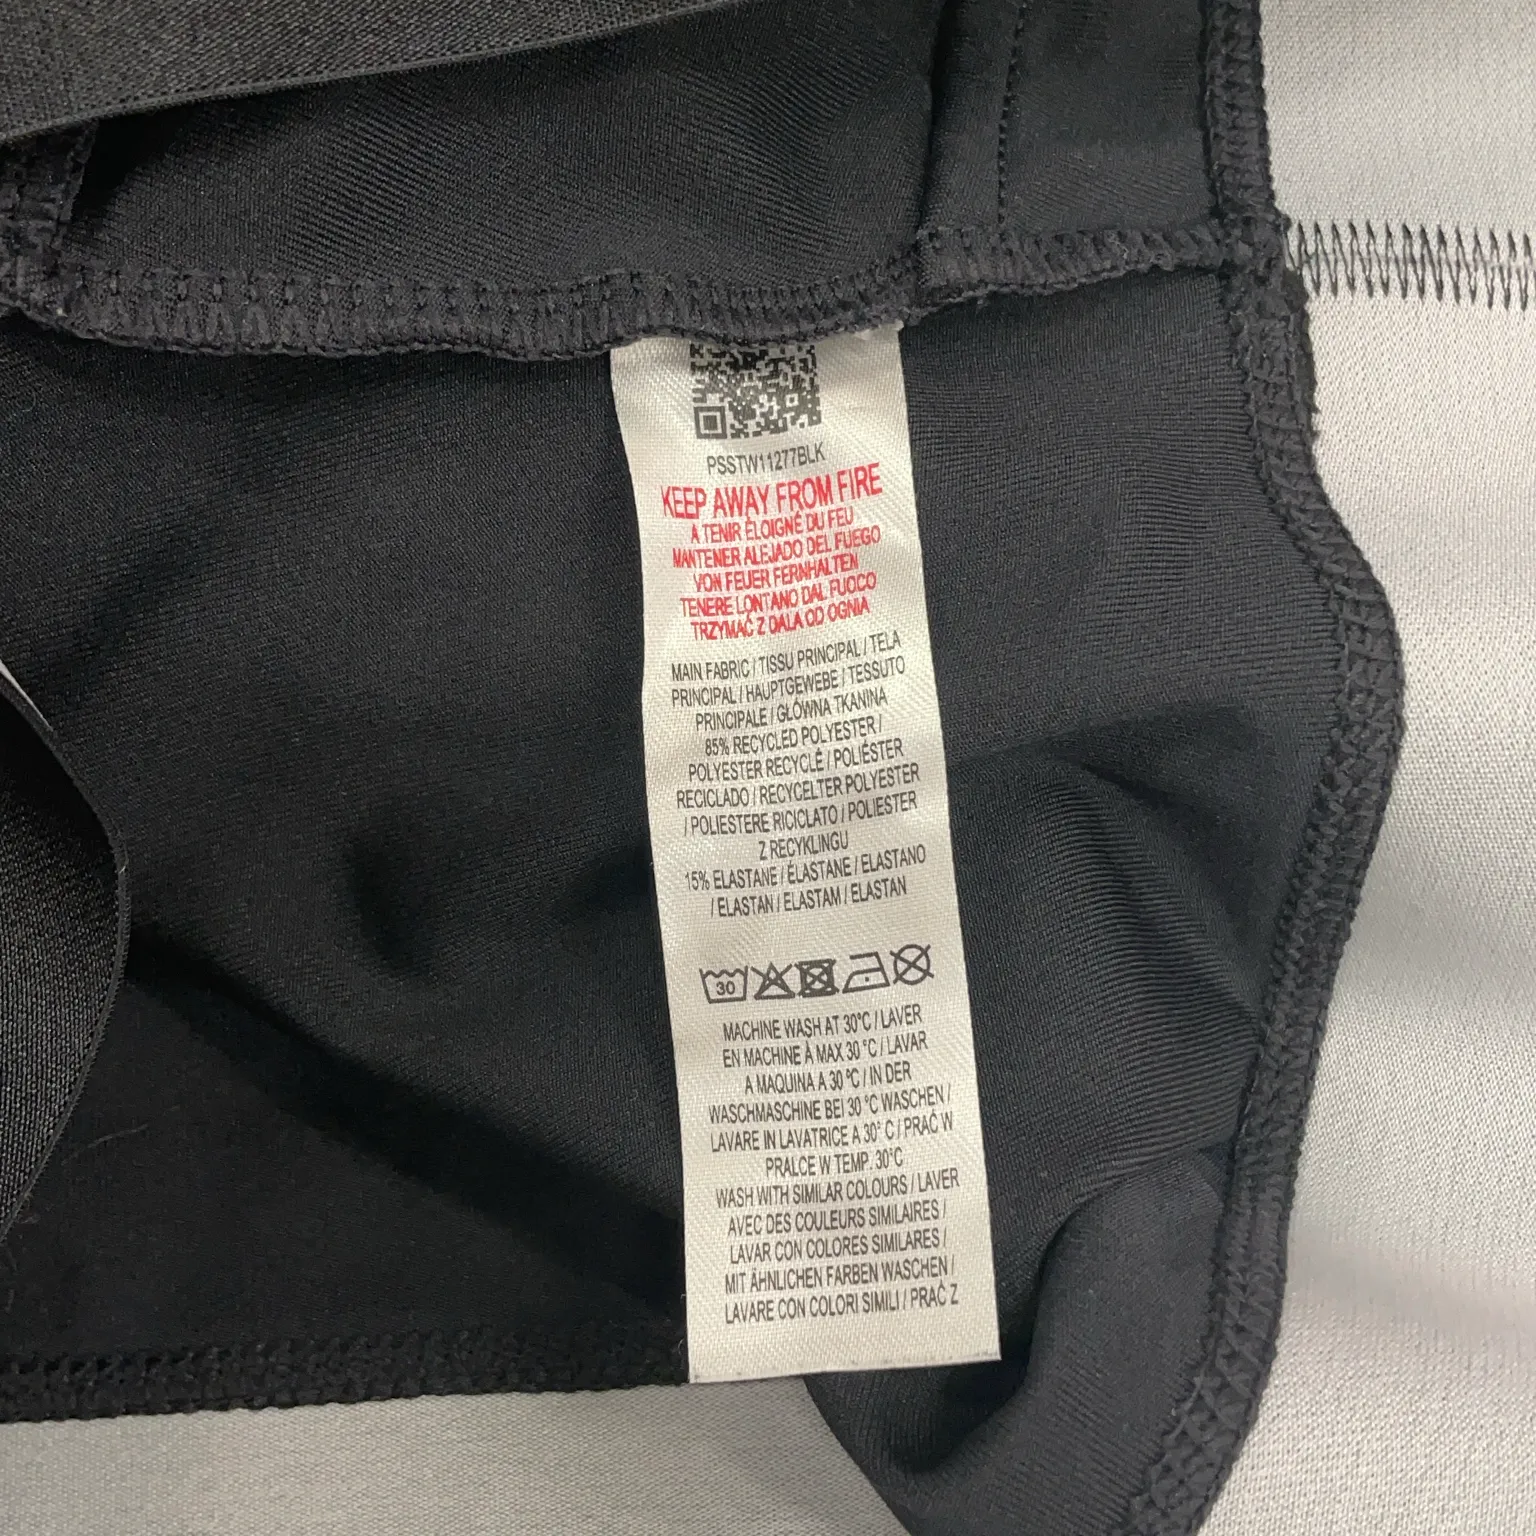 PSSTW11277BLK
KEEP AWAY FROM FIRE
A TENIR ÉLOIGNÉ DU FEU
MANTENER ALEJADO DEL FUEGO
VON FEUER FERNHALTEN
TENERE LONTANO DAL FUOCO
TRZYMAĆ Z DALA OD OGNIA
MAIN FABRIC / TISSU PRINCIPAL / TELA
PRINCIPAL / HAUPTGEWEBE / TESSUTO
PRINCIPALE / GŁÓWNA TKANINA
85% RECYCLED POLYESTER /
POLYESTER RECYCLÉ / POLIÉSTER
RECICLADO / RECYCELTER POLYESTER
/ POLIESTERE RICICLATO / POLIESTER
Z RECYKLINGU
15% ELASTANE / ÉLASTANE / ELASTANO
/ ELASTAN / ELASTAM / ELASTAN
30
MACHINE WASH AT 30°C / LAVER
EN MACHINE À MAX 30 °C / LAVAR
A MAQUINA A 30 °C / IN DER
WASCHMASCHINE BEI 30 °C WASCHEN /
LAVARE IN LAVATRICE A 30° C / PRAĆ W
PRALCE W TEMP. 30°C
WASH WITH SIMILAR COLOURS / LAVER
AVEC DES COULEURS SIMILAIRES /
LAVAR CON COLORES SIMILARES /
MIT ÄHNLICHEN FARBEN WASCHEN /
LAVARE CON COLORI SIMILI / PRAĆ Z